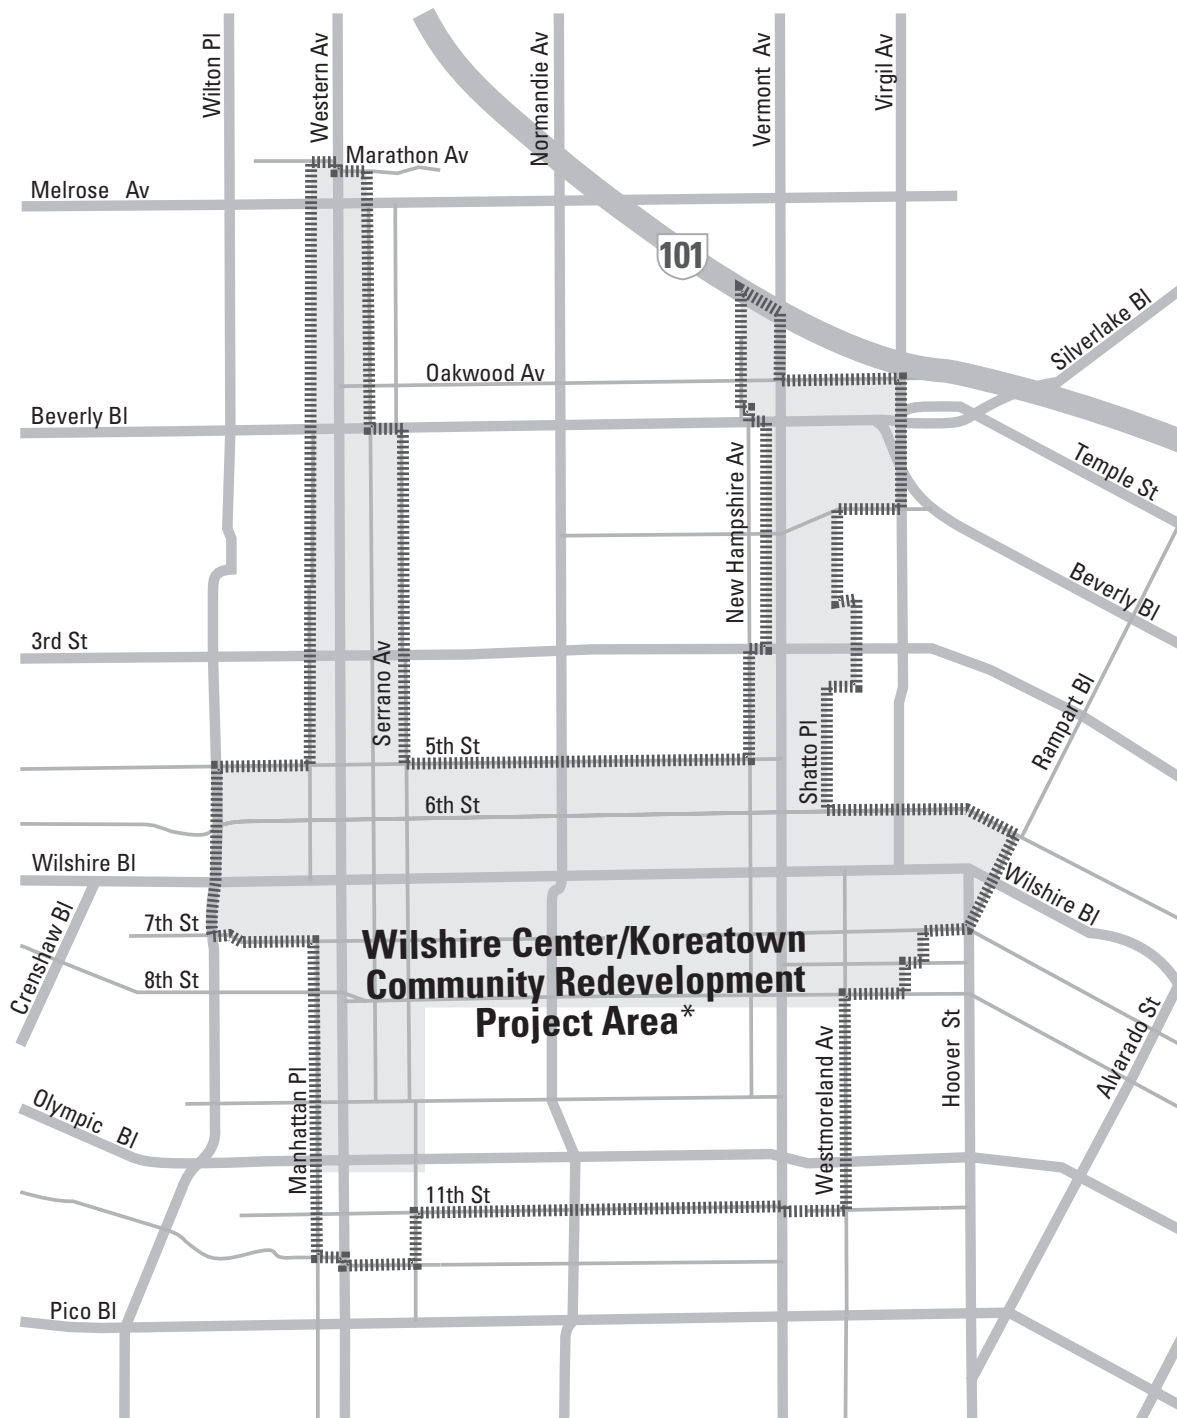 Wilton Pl
Western Av
Normandie Av
Vermont Av
Virgil Av
Marathon Av
Melrose Av
101
Silverlake Bl
Oakwood Av
Beverly Bl
Temple St
New Hampshire Av
Beverly Bl
3rd St
Serrano Av
Rampart Bl
5th St
Shatto Pl
6th St
Wilshire Bl
Wilshire Bl
Crenshaw Bl
7th St
Wilshire Center/Koreatown
Community Redevelopment
Project Area*
8th St
Manhattan Pl
Westmoreland Av
Hoover St
Alvarado St
Olympic Bl
11th St
Pico Bl